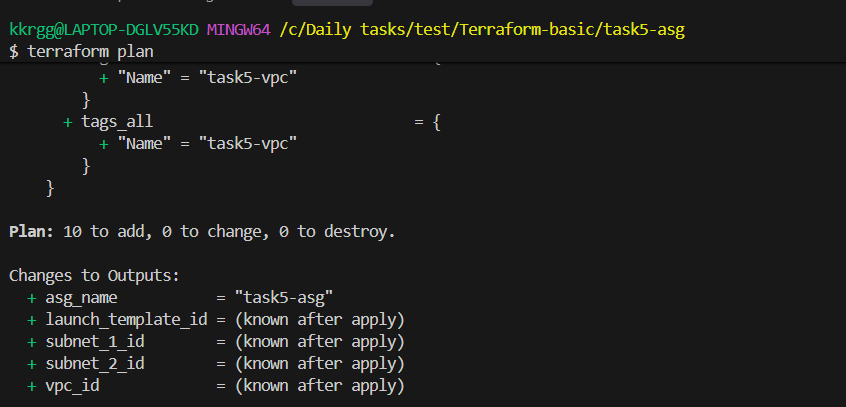 kkrgg@LAPTOP-DGLV55KD MINGW64 /c/Daily tasks/test/Terraform-basic/task5-asg
$ terraform plan
+ "Name" = "task5-vpc"
}
+ tags_all = {
+ "Name" = "task5-vpc"
}
}
Plan: 10 to add, 0 to change, 0 to destroy.
Changes to Outputs:
+ asg_name = "task5-asg"
+ launch_template_id = (known after apply)
+ subnet_1_id = (known after apply)
+ subnet_2_id = (known after apply)
+ vpc_id = (known after apply)